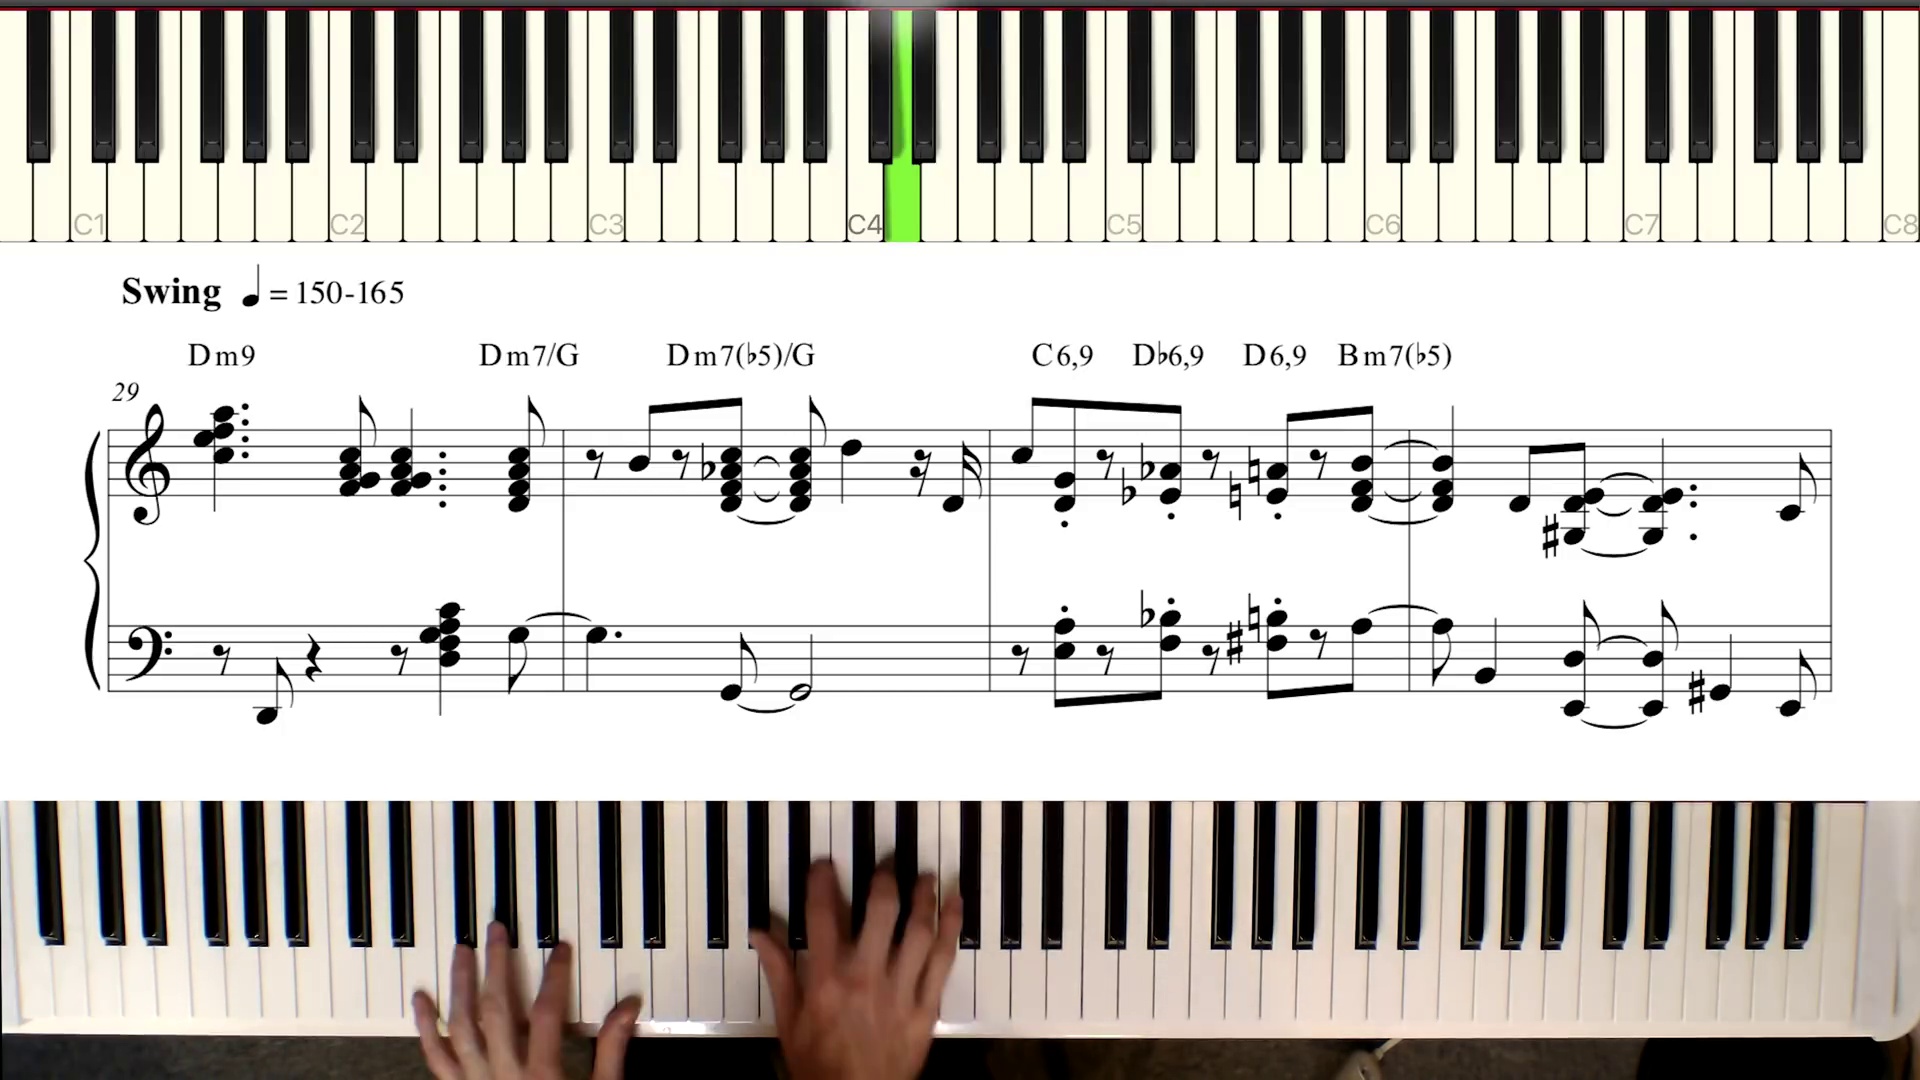 C1 C2 C3 C4 C5 C6 C7 C8
Swing ♩ = 150-165
Dm9 Dm7/G Dm7(♭5)/G C6,9 D♭6,9 D6,9 Bm7(♭5)
29